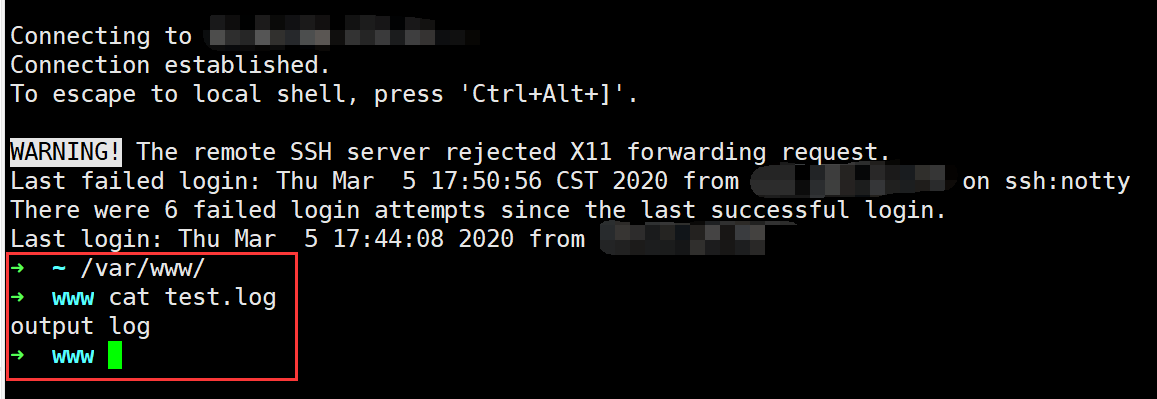 Connecting to
Connection established.
To escape to local shell, press 'Ctrl+Alt+]'.
WARNING! The remote SSH server rejected X11 forwarding request.
Last failed login: Thu Mar  5 17:50:56 CST 2020 from on ssh:notty
There were 6 failed login attempts since the last successful login.
Last login: Thu Mar  5 17:44:08 2020 from
➜  ~ /var/www/
➜  www cat test.log
output log
➜  www